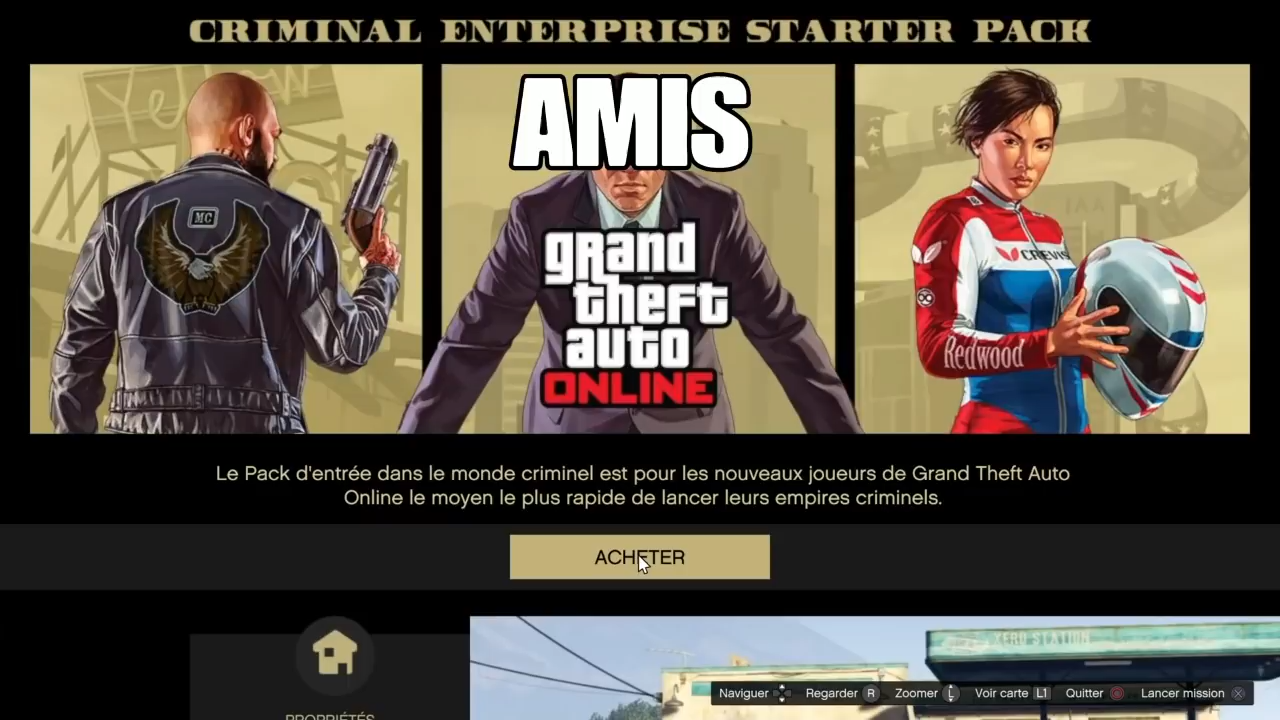 CRIMINAL ENTERPRISE STARTER PACK
Yellow
AMIS
MC
grand
theft
auto
ONLINE
IAA
CREVIS
Redwood
Le Pack d'entrée dans le monde criminel est pour les nouveaux joueurs de Grand Theft Auto
Online le moyen le plus rapide de lancer leurs empires criminels.
ACHETER
XERO STATION
Naviguer Regarder R Zoomer L Voir carte L1 Quitter Lancer mission
PROPRIÉTÉS